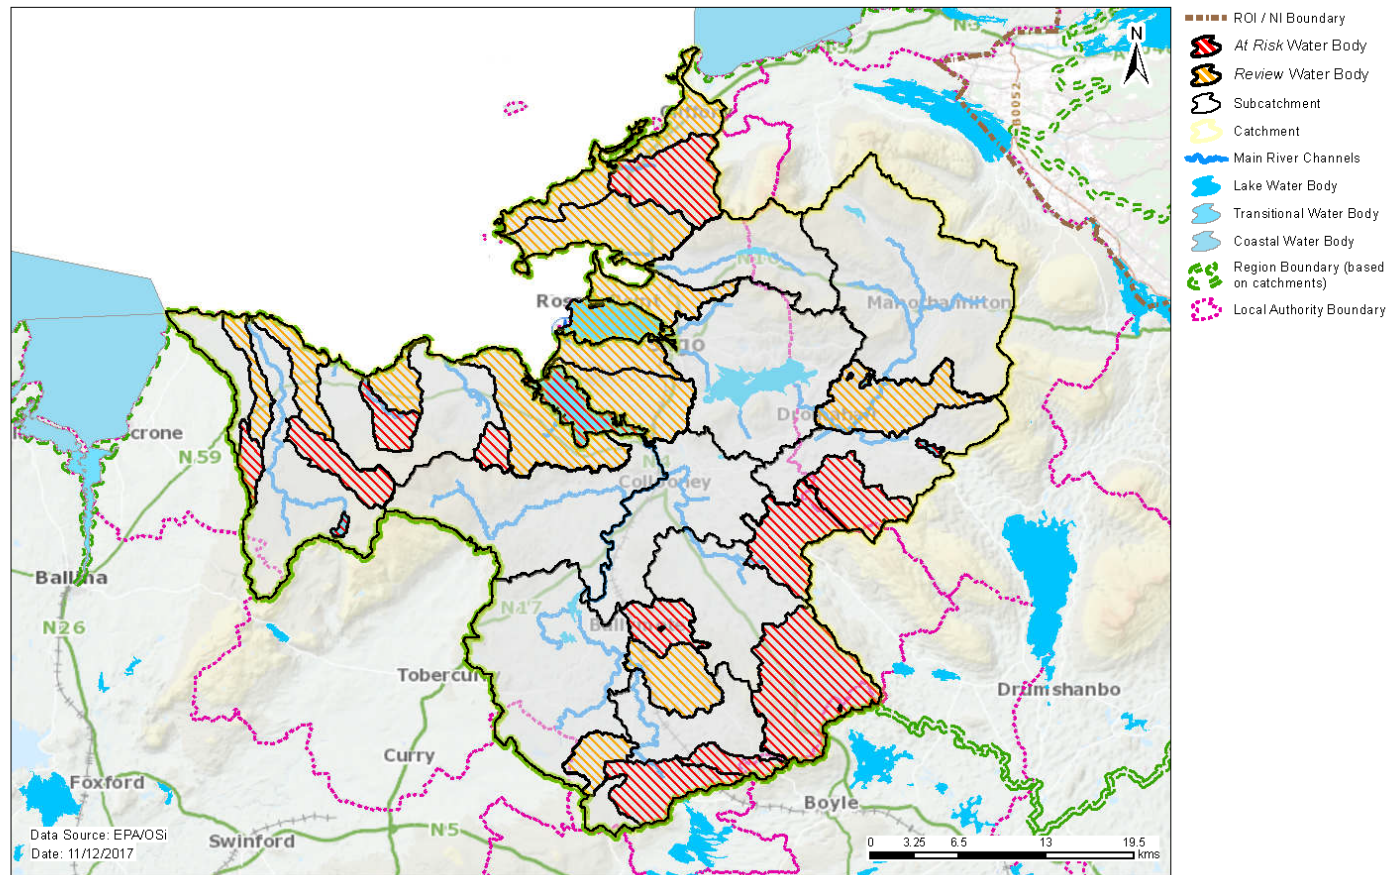 N3
N
B0052
N16
Manorhamilton
N59
N4
Collooney
Ballina
N26
N17
Drumshanbo
Curry
Foxford
Boyle
Swinford
N5
Data Source: EPA/OSi
Date: 11/12/2017
0 3.25 6.5 13 19.5
kms
ROI / NI Boundary
At Risk Water Body
Review Water Body
Subcatchment
Catchment
Main River Channels
Lake Water Body
Transitional Water Body
Coastal Water Body
Region Boundary (based
on catchments)
Local Authority Boundary